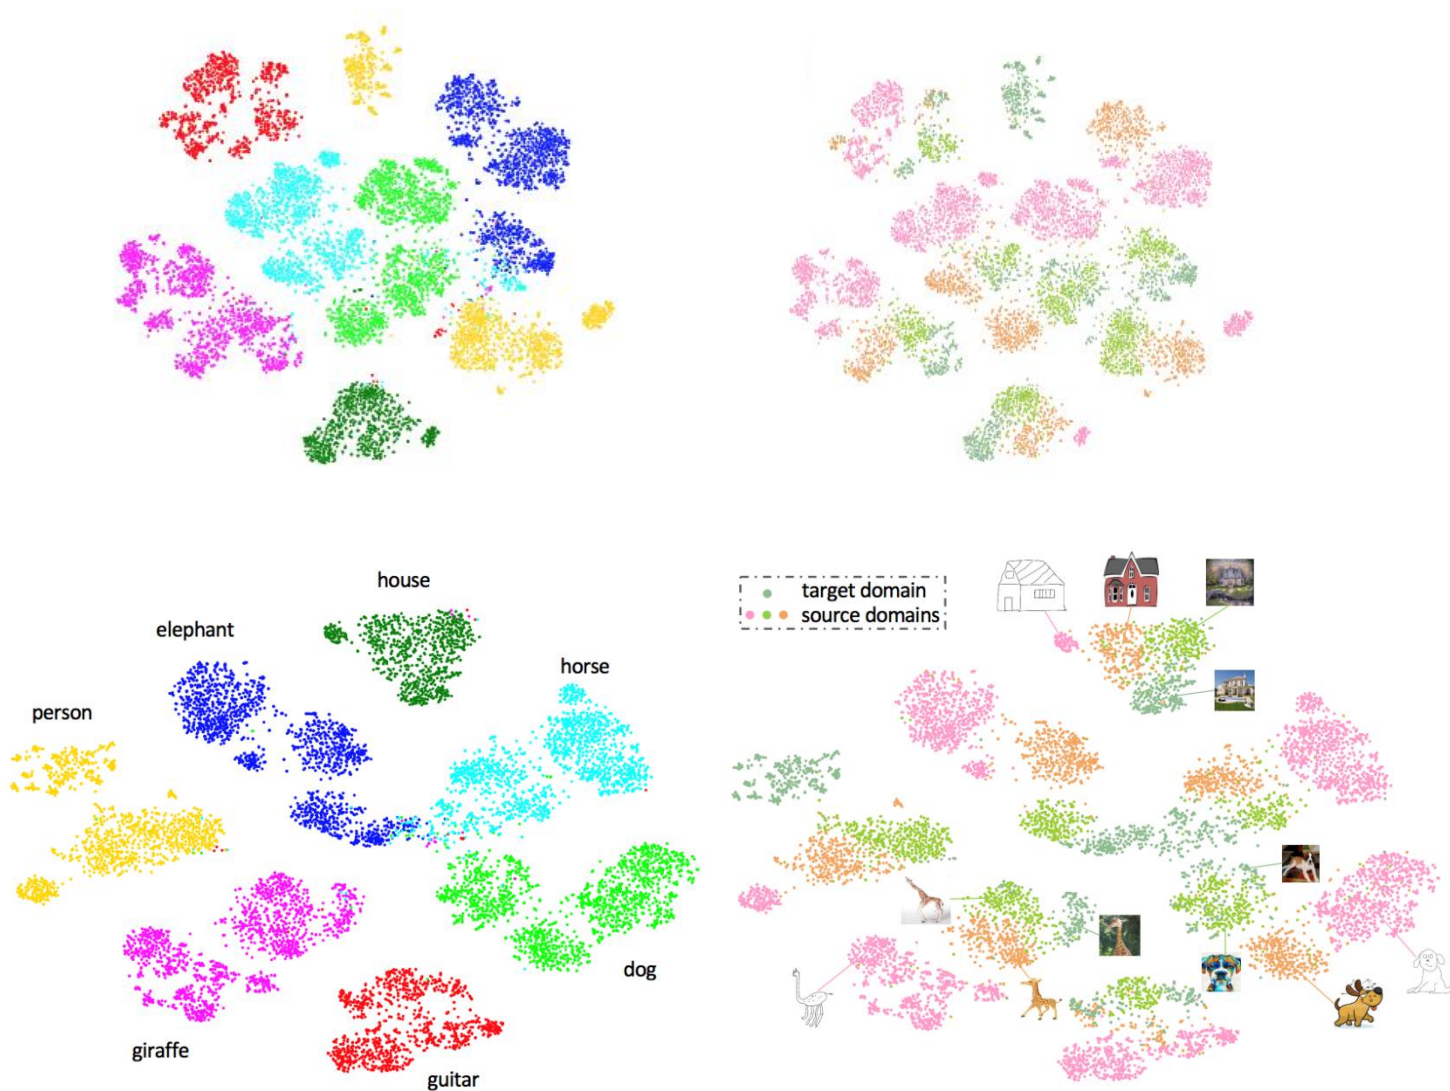 house
elephant
horse
person
dog
giraffe
guitar
target domain
source domains